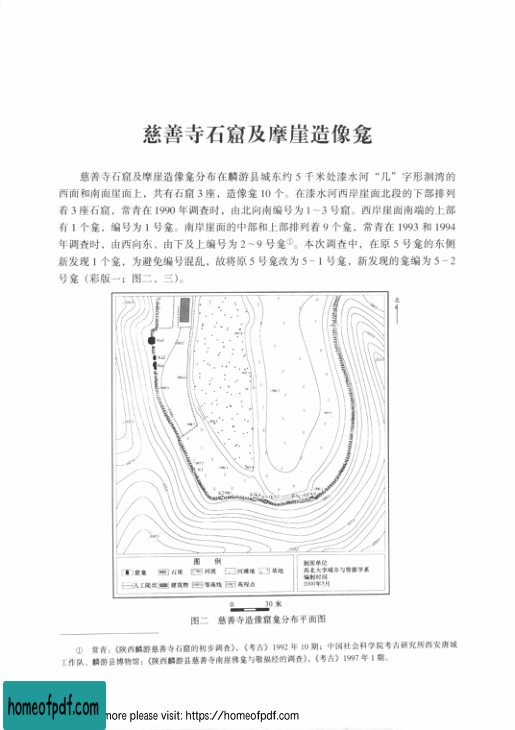 慈善寺石窟及摩崖造像龛
慈善寺石窟及摩崖造像龛分布在麟游县城东约 5 千米处漆水河“几”字形洄湾的
西面和南面崖面上，共有石窟 3 座，造像龛 10 个。在漆水河西岸崖面北段的下部排列
着 3 座石窟，常青在 1990 年调查时，由北向南编号为 1～3 号窟。西岸崖面南端的上部
有 1 个龛，编号为 1 号龛。南岸崖面的中部和上部排列着 9 个龛，常青在 1993 和 1994
年调查时，由西向东、由下及上编号为 2～9 号龛①。本次调查中，在原 5 号龛的东侧
新发现 1 个龛，为避免编号混乱，故将原 5 号龛改为 5－1 号龛，新发现的龛编为 5－2
号龛（彩版一；图二、三）。
北
图 例
窟龛 石崖 河流 河滩地 草地
人工陡坎 建筑物 等高线 高程点
制图单位
西北大学城市与资源学系
编制时间
2000年5月
0 30 米
图二 慈善寺造像窟龛分布平面图
① 常青：《陕西麟游慈善寺石窟的初步调查》，《考古》1992 年 10 期；中国社会科学院考古研究所西安唐城
工作队、麟游县博物馆：《陕西麟游县慈善寺南崖佛龛与敬福经的调查》，《考古》1997 年 1 期。
homeofpdf.com
more please visit: https://homeofpdf.com